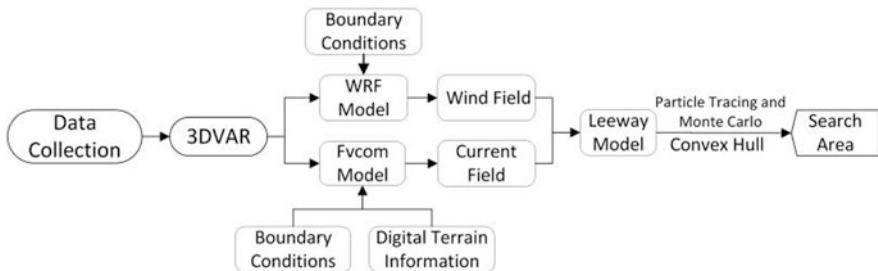 Boundary
Conditions
WRF
Model
Wind Field
Data
Collection
3DVAR
Fvcom
Model
Current
Field
Leeway
Model
Particle Tracing and
Monte Carlo
Convex Hull
Search
Area
Boundary
Conditions
Digital Terrain
Information